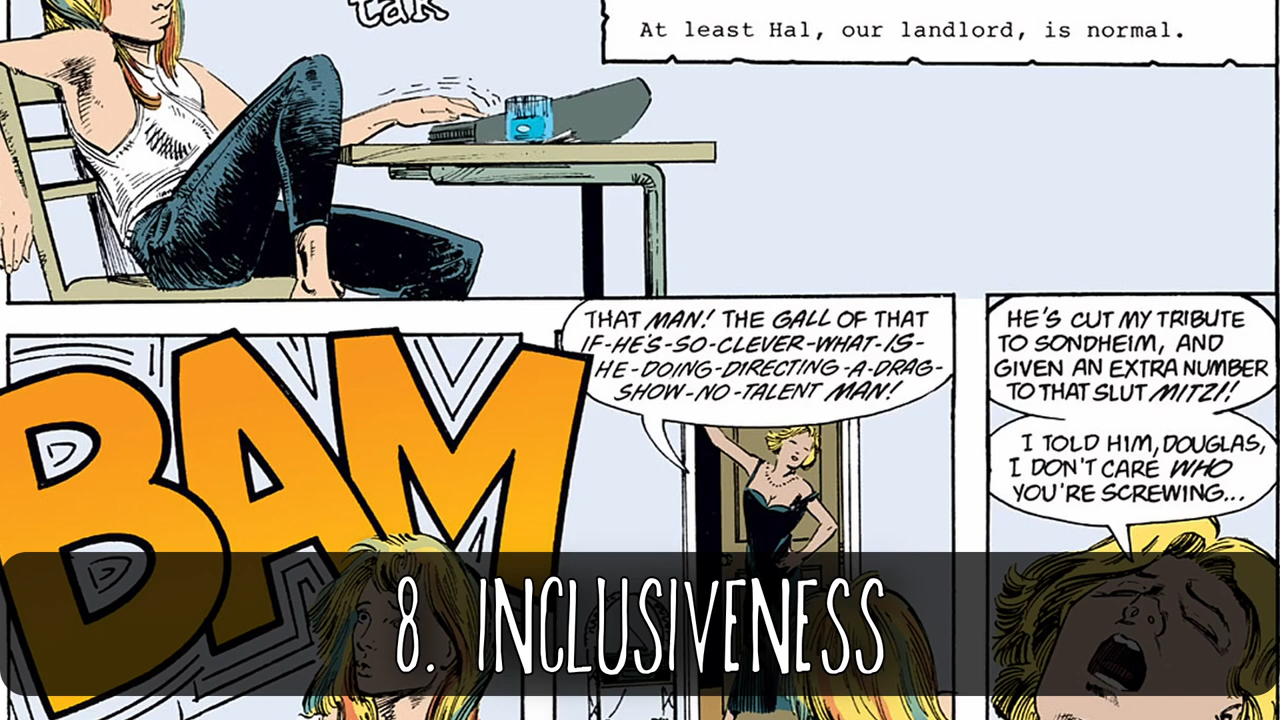 tak
At least Hal, our landlord, is normal.
BAM
THAT MAN! THE GALL OF THAT
IF-HE'S-SO-CLEVER-WHAT-IS-
HE-DOING-DIRECTING-A-DRAG-
SHOW-NO-TALENT MAN!
HE'S CUT MY TRIBUTE
TO SONDHEIM, AND
GIVEN AN EXTRA NUMBER
TO THAT SLUT MITZI!
I TOLD HIM, DOUGLAS,
I DON'T CARE WHO
YOU'RE SCREWING...
8. INCLUSIVENESS